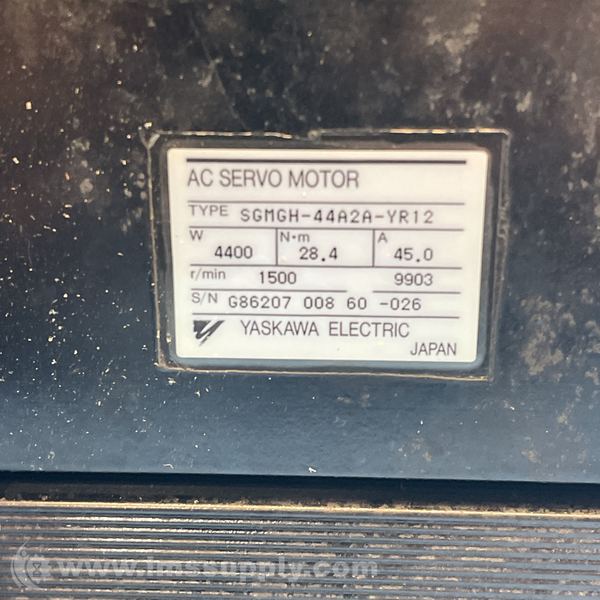 AC SERVO MOTOR
TYPE SGMGH-44A2A-YR12
W 4400 N·m 28.4 A 45.0
r/min 1500 9903
S/N G86207 008 60 -026
YASKAWA ELECTRIC
JAPAN
www.imssupply.com